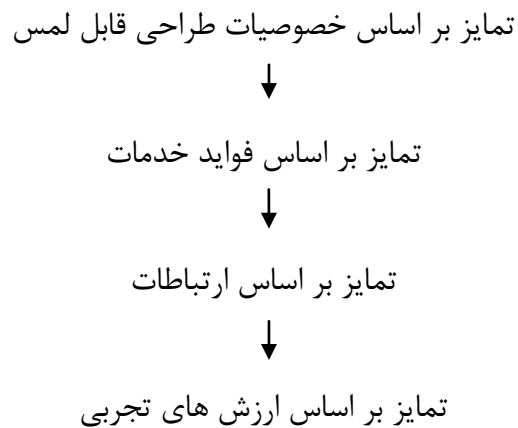 تمایز بر اساس خصوصیات طراحی قابل لمس
تمایز بر اساس فواید خدمات
تمایز بر اساس ارتباطات
تمایز بر اساس ارزش های تجربی